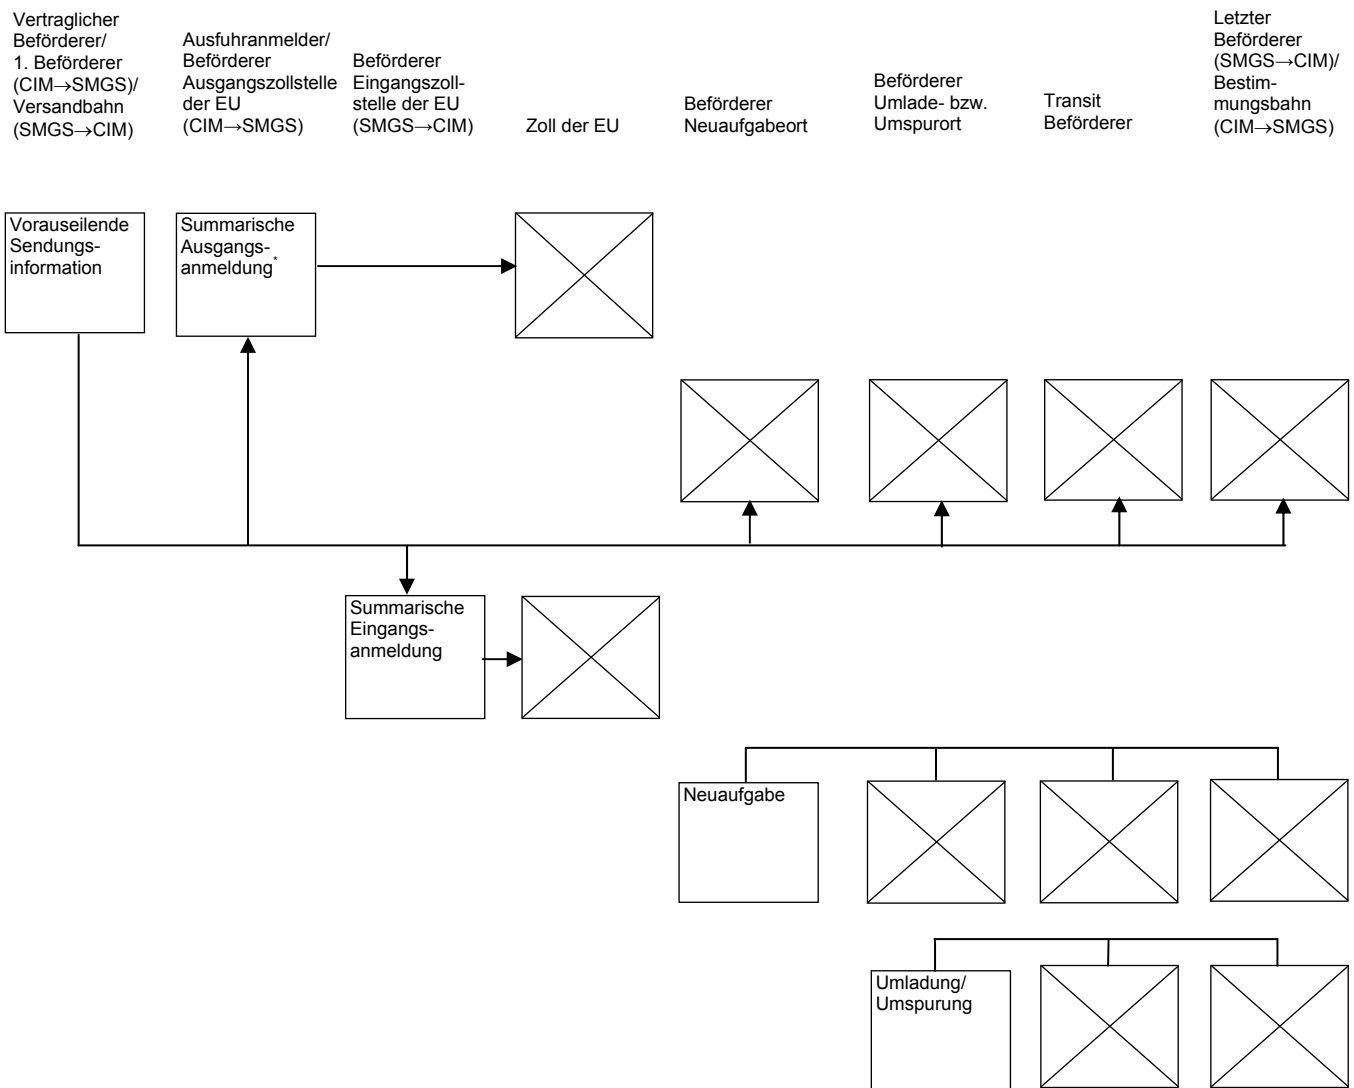 Vertraglicher
Beförderer/
1. Beförderer
(CIM→SMGS)/
Versandbahn
(SMGS→CIM)
Ausfuhranmelder/
Beförderer
Ausgangszollstelle
der EU
(CIM→SMGS)
Beförderer
Eingangszoll-
stelle der EU
(SMGS→CIM)
Zoll der EU
Beförderer
Neuaufgabeort
Beförderer
Umlade- bzw.
Umspurort
Transit
Beförderer
Letzter
Beförderer
(SMGS→CIM)/
Bestim-
mungsbahn
(CIM→SMGS)
Vorauseilende
Sendungs-
information
Summarische
Ausgangs-
anmeldung*
Summarische
Eingangs-
anmeldung
Neuaufgabe
Umladung/
Umspurung